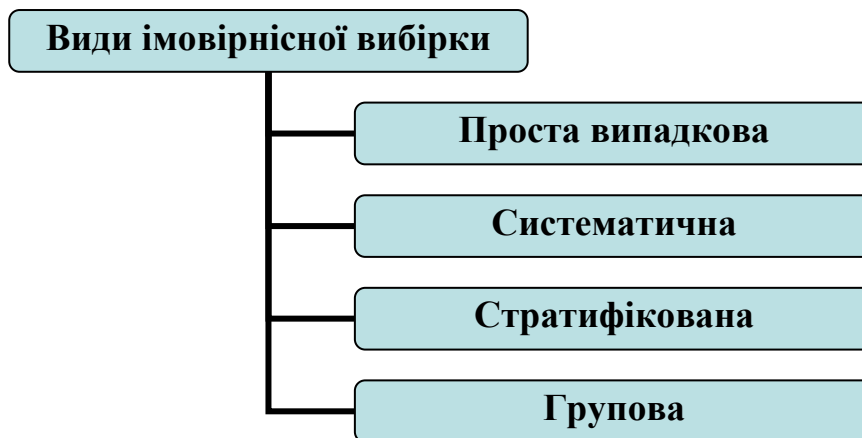 Види імовірнісної вибірки
Проста випадкова
Систематична
Стратифікована
Групова